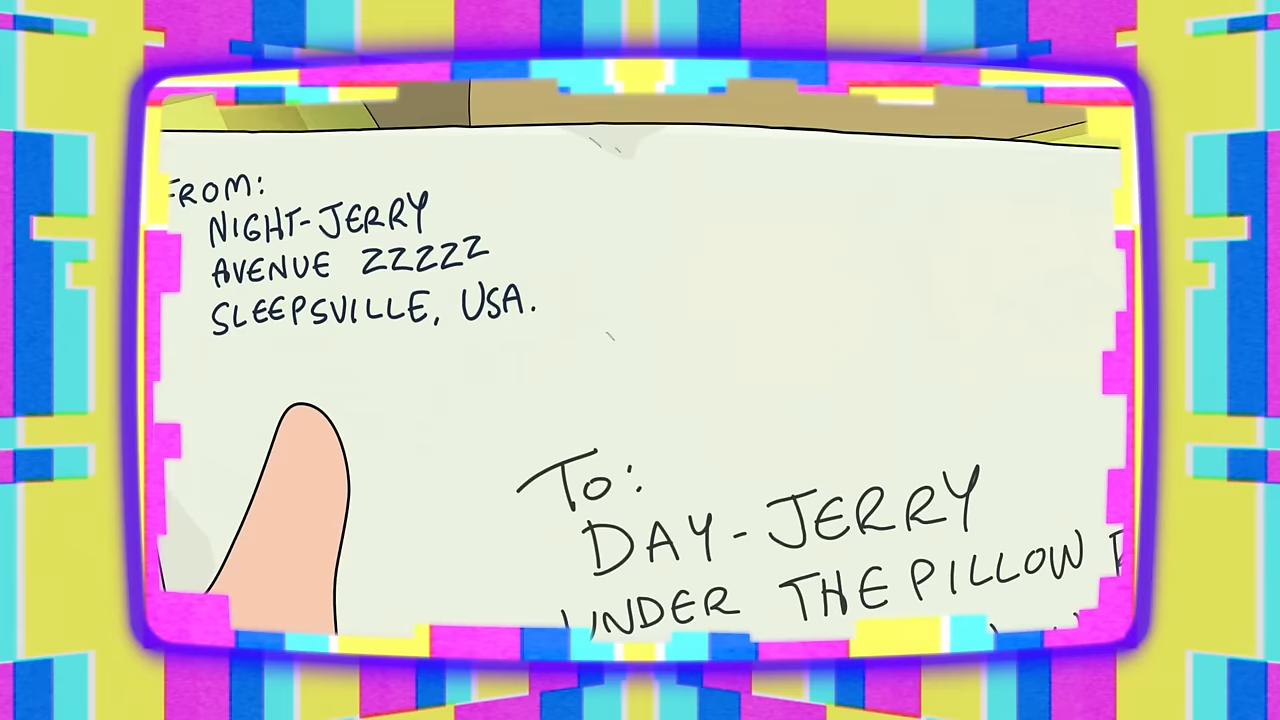 FROM:
NIGHT-JERRY
AVENUE ZZZZZ
SLEEPSVILLE, USA.
To:
DAY-JERRY
UNDER THE PILLOW